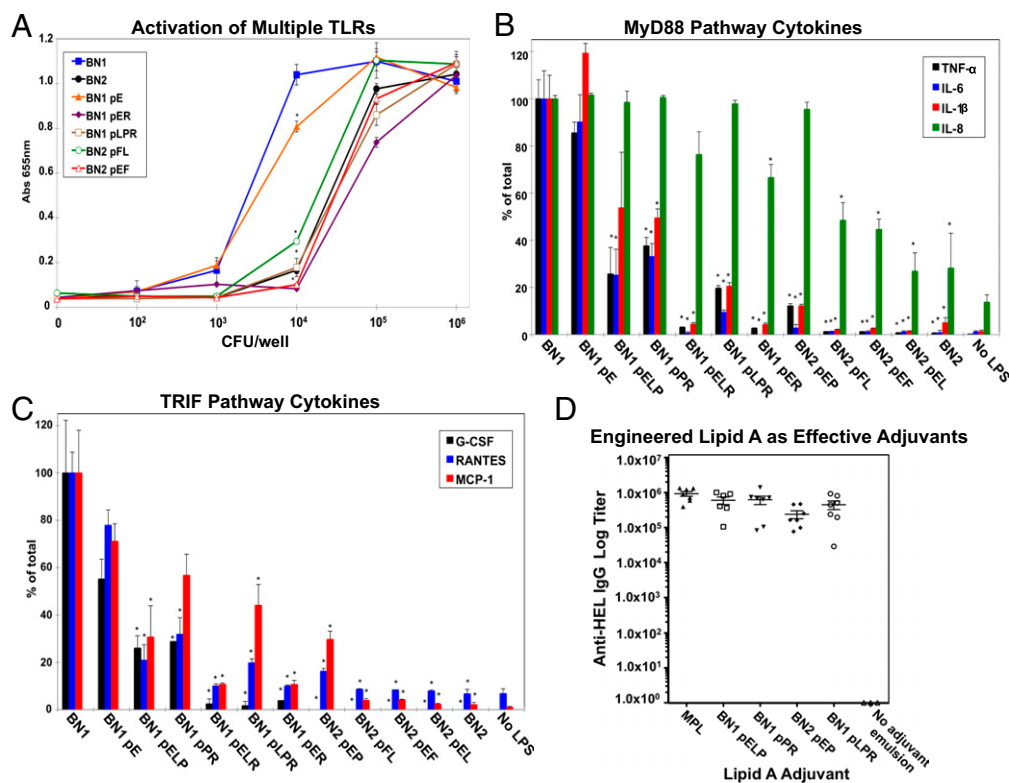 A
Activation of Multiple TLRs
1.2
1.0
0.8
0.6
0.4
0.2
0
Abs 655nm
BN1
BN2
BN1 pE
BN1 pER
BN1 pLPR
BN2 pFL
BN2 pEF
0
10²
10³
10⁴
10⁵
10⁶
CFU/well
B
MyD88 Pathway Cytokines
120
100
80
60
40
20
0
% of total
TNF-α
IL-6
IL-1β
IL-8
BN1
BN1 pE
BN1 pELP
BN1 pPR
BN1 pELR
BN1 pLPR
BN1 pER
BN2 pEP
BN2 pFL
BN2 pEF
BN2 pEL
BN2
No LPS
C
TRIF Pathway Cytokines
120
100
80
60
40
20
0
% of total
G-CSF
RANTES
MCP-1
BN1
BN1 pE
BN1 pELP
BN1 pPR
BN1 pELR
BN1 pLPR
BN1 pER
BN2 pEP
BN2 pFL
BN2 pEF
BN2 pEL
BN2
No LPS
D
Engineered Lipid A as Effective Adjuvants
1.0x10⁸
1.0x10⁷
1.0x10⁶
1.0x10⁵
1.0x10⁴
1.0x10³
1.0x10²
1.0x10¹
1.0x10⁰
Anti-HEL IgG Log Titer
MPL
BN1 pELP
BN1 pPR
BN2 pEP
BN1 pLPR
No adjuvant
emulsion
Lipid A Adjuvant